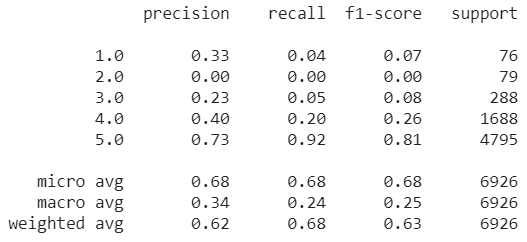 precision recall f1-score support
1.0 0.33 0.04 0.07 76
2.0 0.00 0.00 0.00 79
3.0 0.23 0.05 0.08 288
4.0 0.40 0.20 0.26 1688
5.0 0.73 0.92 0.81 4795
micro avg 0.68 0.68 0.68 6926
macro avg 0.34 0.24 0.25 6926
weighted avg 0.62 0.68 0.63 6926